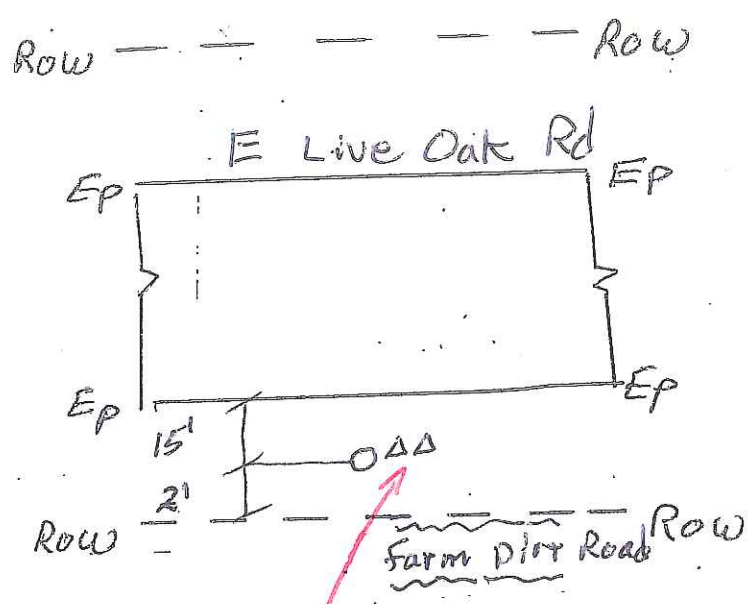 Row Row
E Live Oak Rd
Ep Ep
Ep Ep
15'
2'
Row Row
Farm Dirt Road